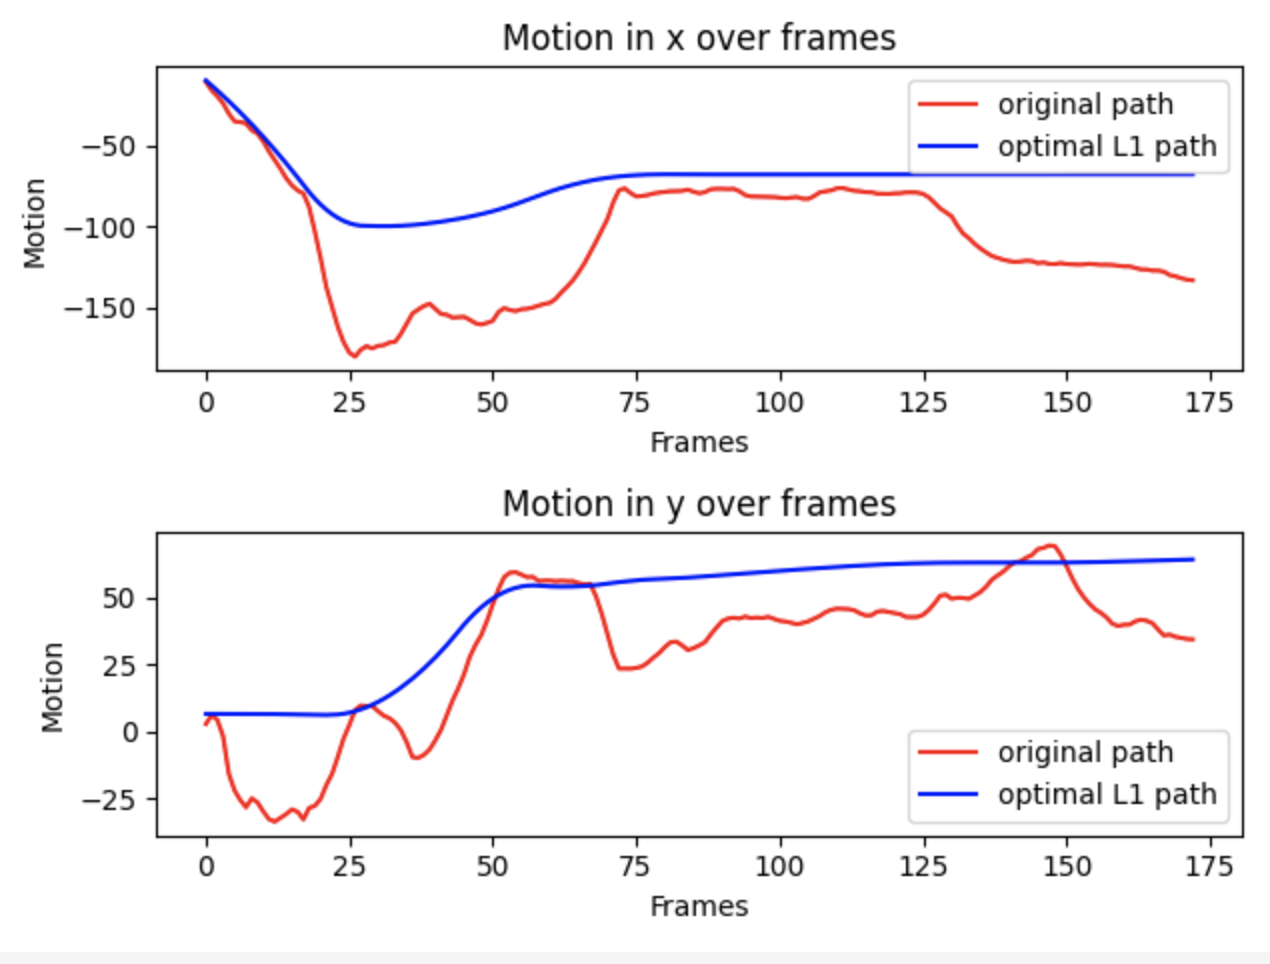 Motion in x over frames
original path
optimal L1 path
Motion
−50
−100
−150
0 25 50 75 100 125 150 175
Frames
Motion in y over frames
Motion
50
25
0
−25
original path
optimal L1 path
0 25 50 75 100 125 150 175
Frames